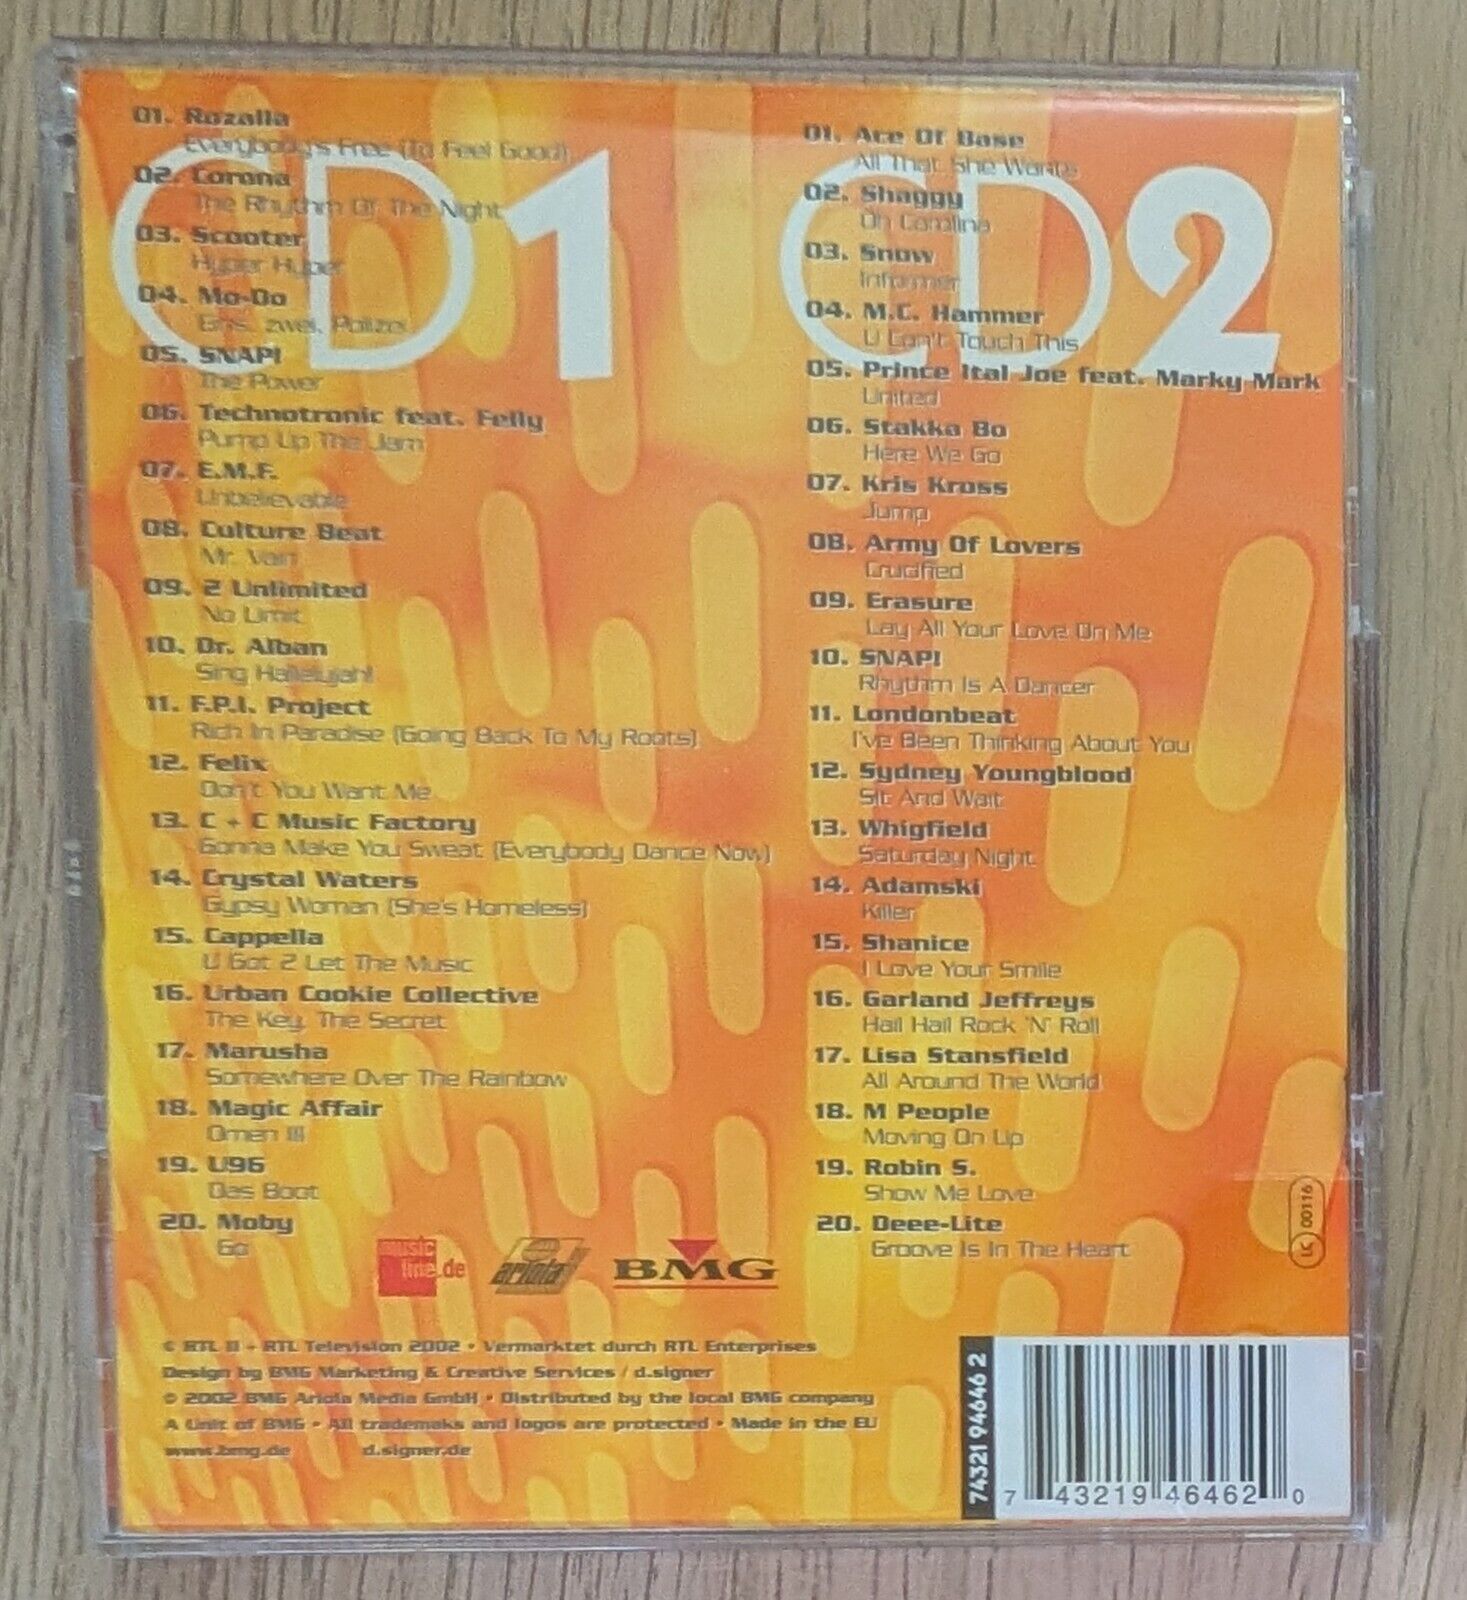 CD1
01. Rozalla
Everybody's Free (To Feel Good)
02. Corona
The Rhythm Of The Night
03. Scooter
Hyper Hyper
04. Mo-Do
Eins, zwei, Polizei
05. SNAP!
The Power
06. Technotronic feat. Felly
Pump Up The Jam
07. E.M.F.
Unbelievable
08. Culture Beat
Mr. Vain
09. 2 Unlimited
No Limit
10. Dr. Alban
Sing Hallelujah!
11. F.P.I. Project
Rich In Paradise (Going Back To My Roots)
12. Felix
Don't You Want Me
13. C + C Music Factory
Gonna Make You Sweat (Everybody Dance Now)
14. Crystal Waters
Gypsy Woman (She's Homeless)
15. Cappella
U Got 2 Let The Music
16. Urban Cookie Collective
The Key, The Secret
17. Marusha
Somewhere Over The Rainbow
18. Magic Affair
Omen III
19. U96
Das Boot
20. Moby
Go
CD2
01. Ace Of Base
All That She Wants
02. Shaggy
Oh Carolina
03. Snow
Informer
04. M.C. Hammer
U Can't Touch This
05. Prince Ital Joe feat. Marky Mark
United
06. Stakka Bo
Here We Go
07. Kris Kross
Jump
08. Army Of Lovers
Crucified
09. Erasure
Lay All Your Love On Me
10. SNAP!
Rhythm Is A Dancer
11. Londonbeat
I've Been Thinking About You
12. Sydney Youngblood
Sit And Wait
13. Whigfield
Saturday Night
14. Adamski
Killer
15. Shanice
I Love Your Smile
16. Garland Jeffreys
Hail Hail Rock 'N' Roll
17. Lisa Stansfield
All Around The World
18. M People
Moving On Up
19. Robin S.
Show Me Love
20. Deee-Lite
Groove Is In The Heart
LC 00116
music
line.de
ariola
BMG
© RTL II + RTL Television 2002 • Vermarktet durch RTL Enterprises
Design by BMG Marketing & Creative Services / d.signer
© 2002 BMG Ariola Media GmbH • Distributed by the local BMG company
A Unit of BMG • All trademaks and logos are protected • Made in the EU
www.bmg.de d.signer.de
74321 94646 2
7 43219 46462 0